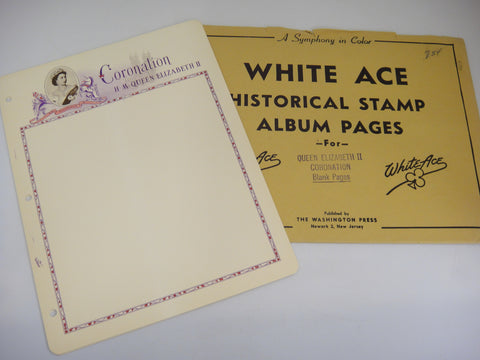 Coronation
H. M. QUEEN ELIZABETH II
A Symphony in Color
WHITE ACE
HISTORICAL STAMP
ALBUM PAGES
—For—
QUEEN ELIZABETH II
CORONATION
Blank Pages
Ace
White Ace
Published by
THE WASHINGTON PRESS
Newark 2, New Jersey